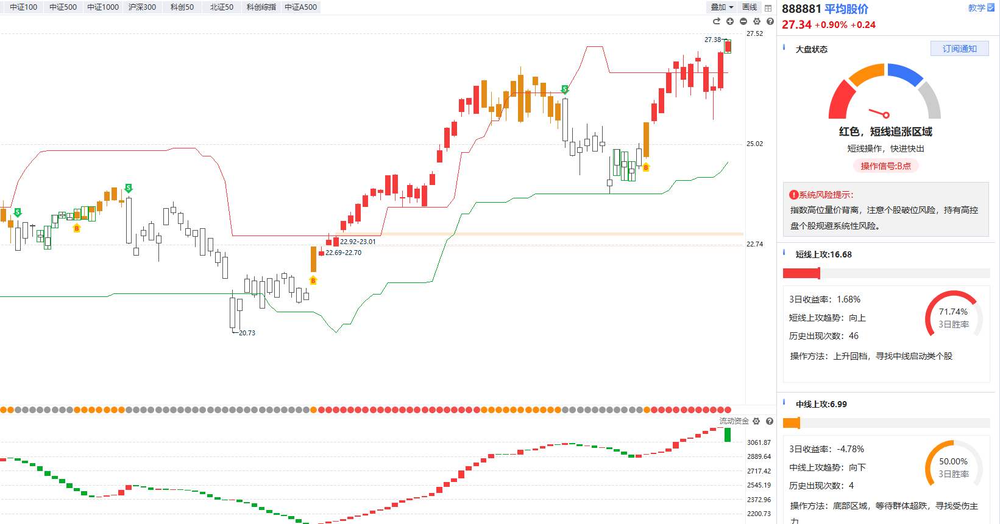 中证100 中证500 中证1000 沪深300 科创50 北证50 科创综指 中证A500 叠加 画线
27.52
27.38
25.02
22.92-23.01
22.74
22.69-22.70
20.73
S
S
S
B
B
B
流动资金
3061.87
2889.64
2717.42
2545.19
2372.96
2200.73
888881 平均股价 教学
27.34 +0.90% +0.24
大盘状态 订阅通知
红色，短线追涨区域
短线操作，快进快出
操作信号:B点
系统风险提示：
指数高位量价背离，注意个股破位风险，持有高控
盘个股规避系统性风险。
短线上攻:16.68
3日收益率：1.68%
短线上攻趋势：向上
历史出现次数：46
71.74%
3日胜率
操作方法：上升回档，寻找中线启动类个股
中线上攻:6.99
3日收益率：-4.78%
中线上攻趋势：向下
历史出现次数：4
50.00%
3日胜率
操作方法：底部区域，等待群体超跌，寻找受伤主
力